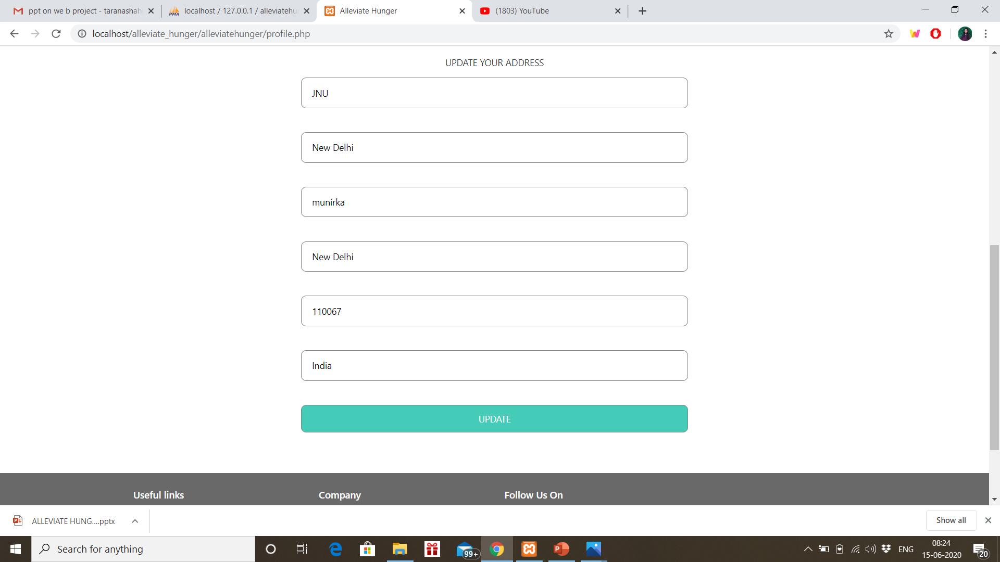 ppt on we b project - taranashah
localhost / 127.0.0.1 / alleviatehu
Alleviate Hunger
(1803) YouTube
localhost/alleviate_hunger/alleviatehunger/profile.php
UPDATE YOUR ADDRESS
JNU
New Delhi
munirka
New Delhi
110067
India
UPDATE
Useful links
Company
Follow Us On
ALLEVIATE HUNG....pptx
Show all
Search for anything
99+
ENG
08:24
15-06-2020
20